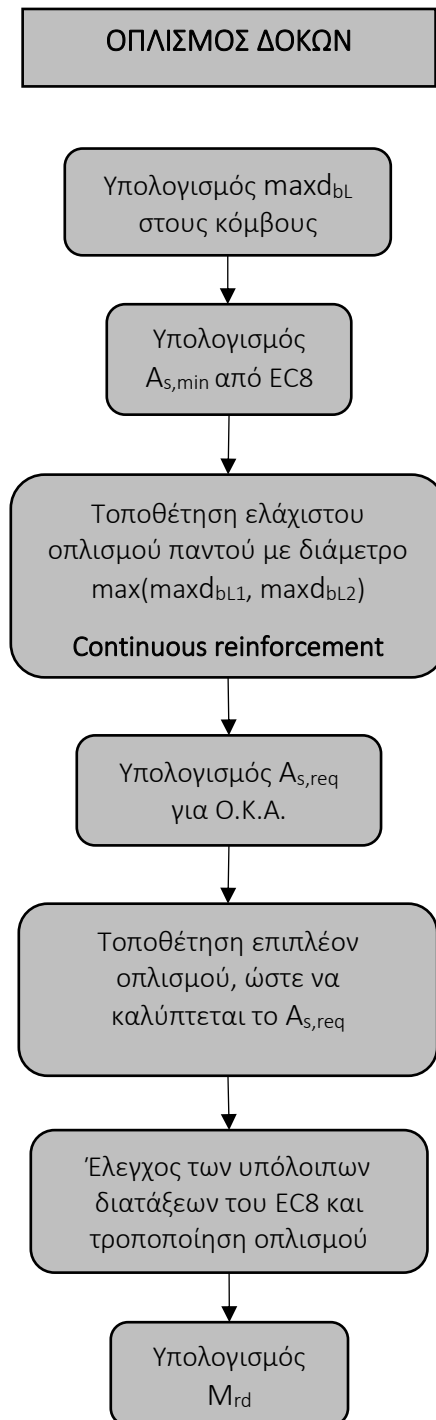 ΟΠΛΙΣΜΟΣ ΔΟΚΩΝ
Υπολογισμός maxdbL
στους κόμβους
Υπολογισμός
As,min από EC8
Τοποθέτηση ελάχιστου
οπλισμού παντού με διάμετρο
max(maxdbL1, maxdbL2)
Continuous reinforcement
Υπολογισμός As,req
για Ο.Κ.Α.
Τοποθέτηση επιπλέον
οπλισμού, ώστε να
καλύπτεται το As,req
Έλεγχος των υπόλοιπων
διατάξεων του EC8 και
τροποποίηση οπλισμού
Υπολογισμός
Mrd